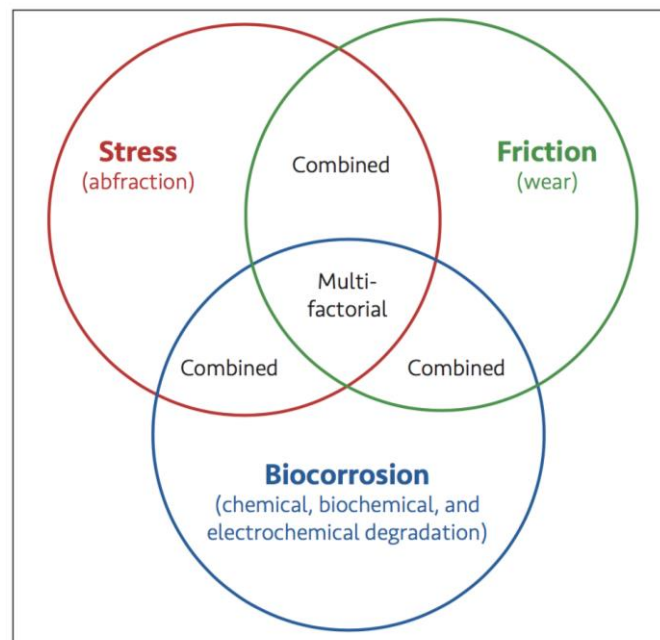 Stress
(abfraction)
Combined
Friction
(wear)
Multi-
factorial
Combined
Combined
Biocorrosion
(chemical, biochemical, and
electrochemical degradation)